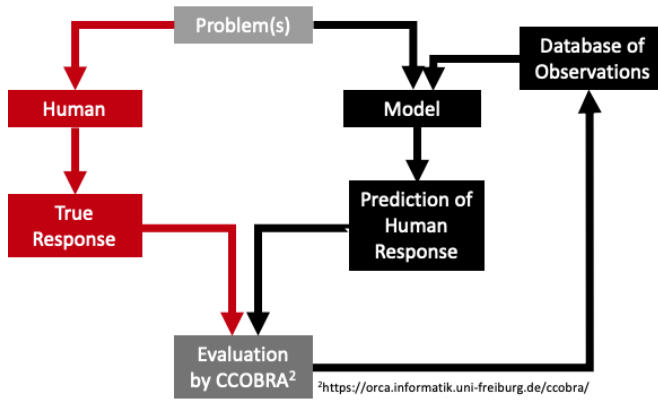 Problem(s)
Database of
Observations
Human
Model
True
Response
Prediction of
Human
Response
Evaluation
by CCOBRA²
²https://orca.informatik.uni-freiburg.de/ccobra/